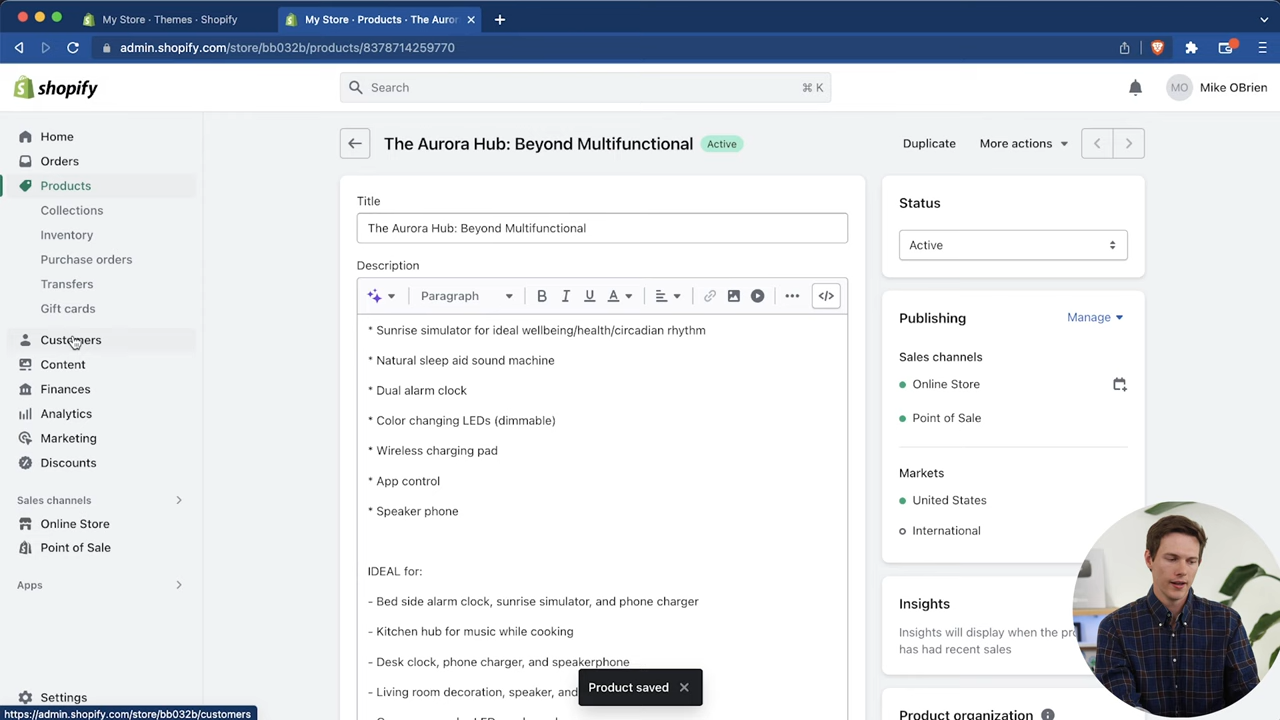 My Store · Themes · Shopify
My Store · Products · The Auror
admin.shopify.com/store/bb032b/products/8378714259770
shopify
Search
⌘ K
MO
Mike OBrien
Home
Orders
Products
Collections
Inventory
Purchase orders
Transfers
Gift cards
Customers
Content
Finances
Analytics
Marketing
Discounts
Sales channels
Online Store
Point of Sale
Apps
Settings
https://admin.shopify.com/store/bb032b/customers
The Aurora Hub: Beyond Multifunctional
Active
Duplicate
More actions
Title
The Aurora Hub: Beyond Multifunctional
Description
Paragraph
B I U A
</>
* Sunrise simulator for ideal wellbeing/health/circadian rhythm
* Natural sleep aid sound machine
* Dual alarm clock
* Color changing LEDs (dimmable)
* Wireless charging pad
* App control
* Speaker phone
IDEAL for:
- Bed side alarm clock, sunrise simulator, and phone charger
- Kitchen hub for music while cooking
- Desk clock, phone charger, and speakerphone
- Living room decoration, speaker, and
Product saved
Status
Active
Publishing
Manage
Sales channels
Online Store
Point of Sale
Markets
United States
International
Insights
Insights will display when the pro
has had recent sales
Product organization